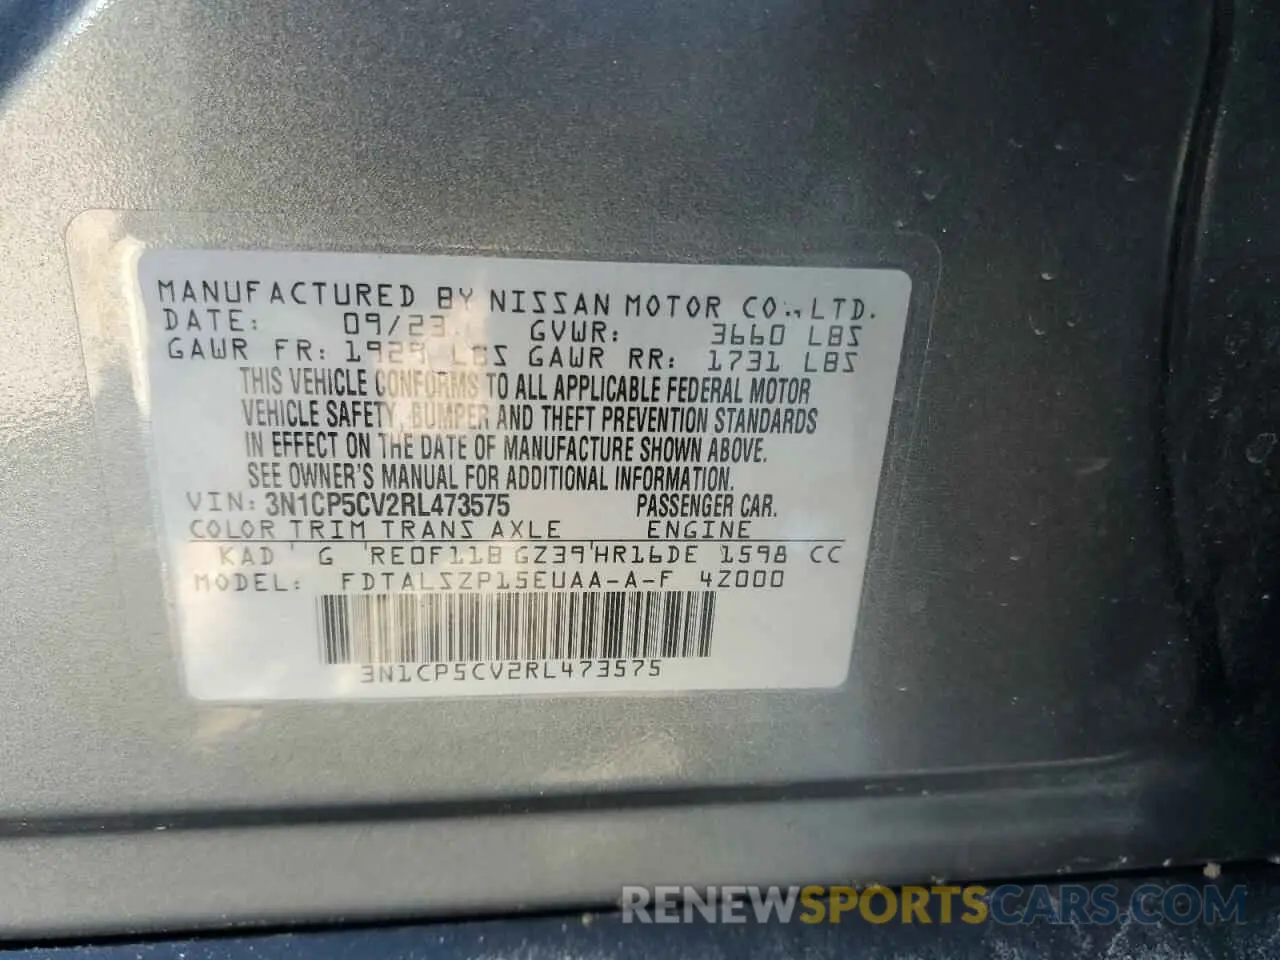 MANUFACTURED BY NISSAN MOTOR CO., LTD.
DATE: 09/23 GVWR: 3660 LBS
GAWR FR: 1929 LBS GAWR RR: 1731 LBS
THIS VEHICLE CONFORMS TO ALL APPLICABLE FEDERAL MOTOR
VEHICLE SAFETY, BUMPER AND THEFT PREVENTION STANDARDS
IN EFFECT ON THE DATE OF MANUFACTURE SHOWN ABOVE.
SEE OWNER'S MANUAL FOR ADDITIONAL INFORMATION.
VIN: 3N1CP5CV2RL473575 PASSENGER CAR.
COLOR TRIM TRANS AXLE ENGINE
KAD G RE0F11B GZ39 HR16DE 1598 CC
MODEL: FDTALSZP15EUAA-A-F 4Z000
3N1CP5CV2RL473575
RENEWSPORTSCARS.COM